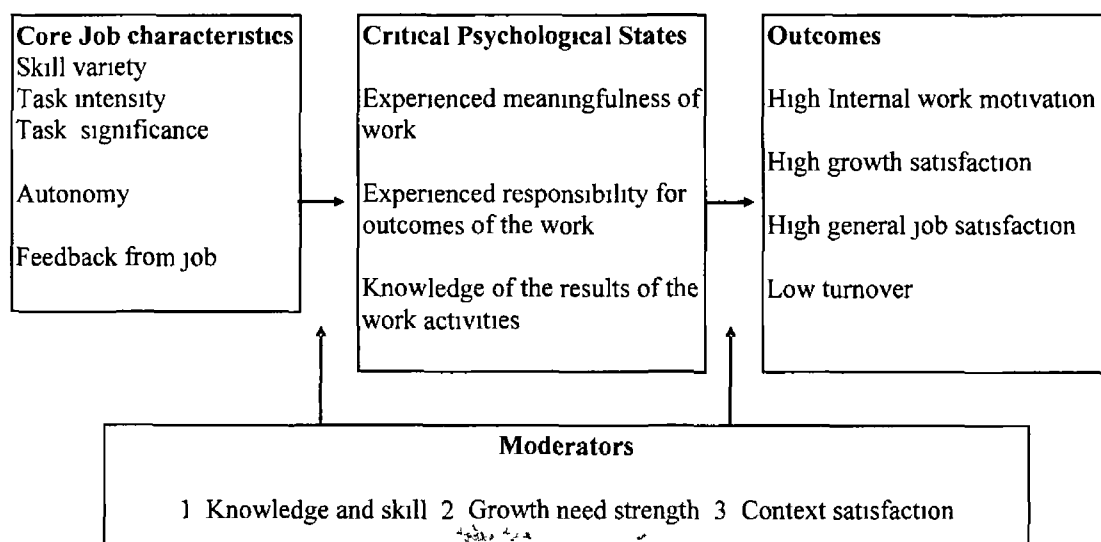 Core Job characteristics
Skill variety
Task intensity
Task significance
Autonomy
Feedback from job
Critical Psychological States
Experienced meaningfulness of
work
Experienced responsibility for
outcomes of the work
Knowledge of the results of the
work activities
Outcomes
High Internal work motivation
High growth satisfaction
High general job satisfaction
Low turnover
Moderators
1 Knowledge and skill 2 Growth need strength 3 Context satisfaction